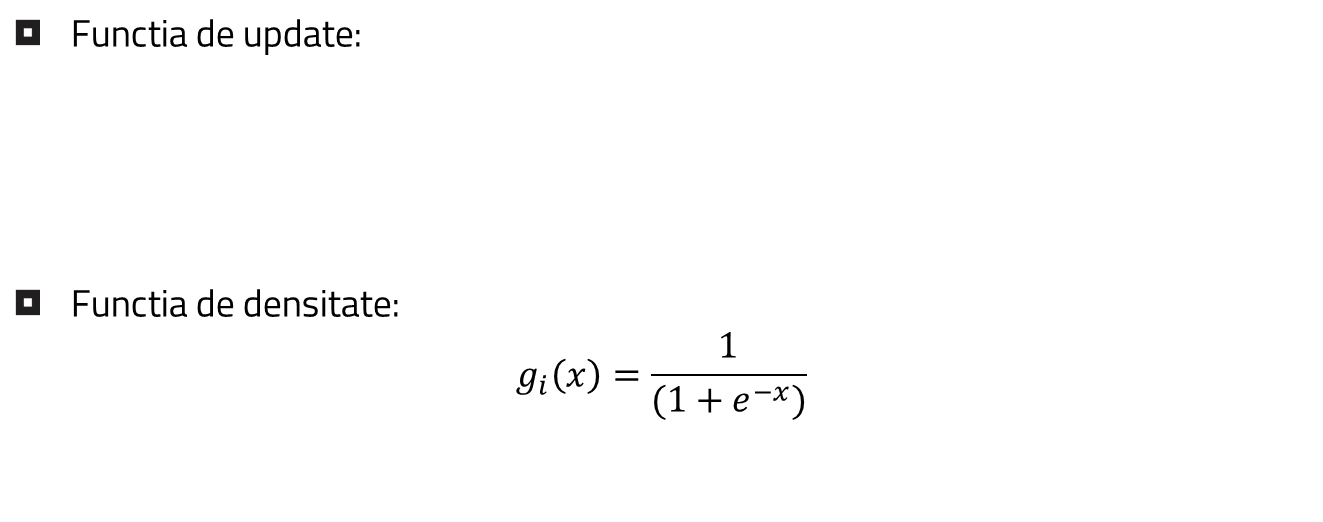 Functia de update:
Functia de densitate:
g_i(x) = 1 / (1 + e^{-x})